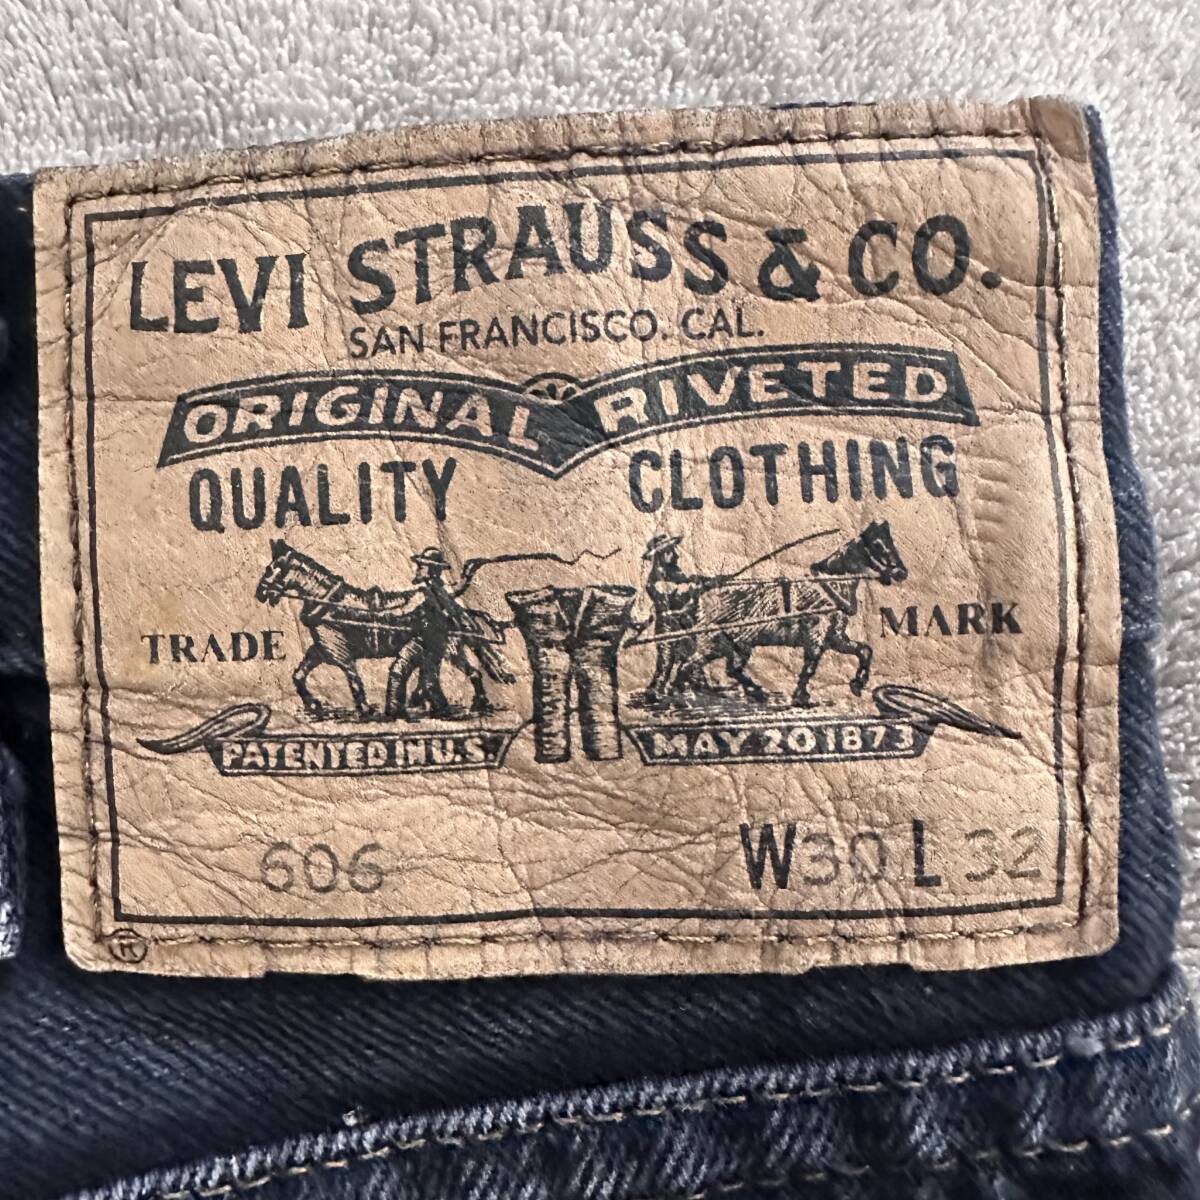 LEVI STRAUSS & CO.
SAN FRANCISCO. CAL.
ORIGINAL RIVETED
QUALITY CLOTHING
TRADE MARK
PATENTED IN U.S. MAY 20 1873
606 W30 L 32
®